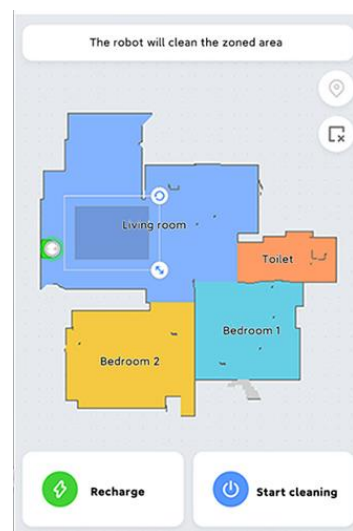 The robot will clean the zoned area
Living room
Toilet
Bedroom 1
Bedroom 2
Recharge
Start cleaning